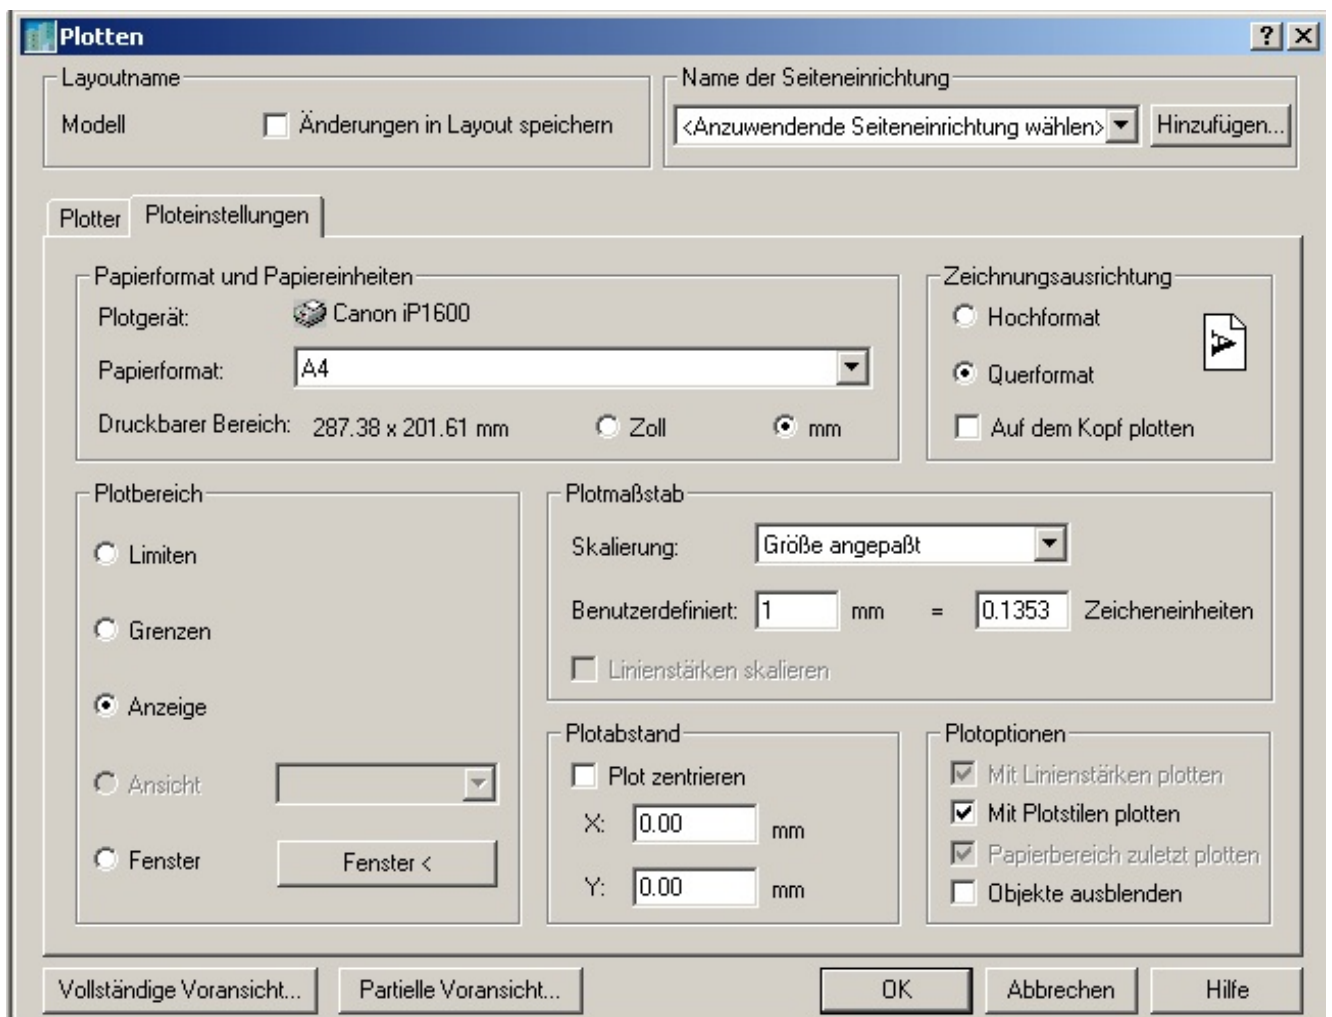 Plotten
Layoutname
Modell
Änderungen in Layout speichern
Name der Seiteneinrichtung
<Anzuwendende Seiteneinrichtung wählen>
Hinzufügen...
Plotter
Ploteinstellungen
Papierformat und Papiereinheiten
Plotgerät:
Canon iP1600
Papierformat:
A4
Druckbarer Bereich:
287.38 x 201.61 mm
Zoll
mm
Zeichnungsausrichtung
Hochformat
A
Querformat
Auf dem Kopf plotten
Plotbereich
Limiten
Grenzen
Anzeige
Ansicht
Fenster
Fenster <
Plotmaßstab
Skalierung:
Größe angepaßt
Benutzerdefiniert:
1
mm
=
0.1353
Zeicheneinheiten
Linienstärken skalieren
Plotabstand
Plot zentrieren
X:
0.00
mm
Y:
0.00
mm
Plotoptionen
Mit Linienstärken plotten
Mit Plotstilen plotten
Papierbereich zuletzt plotten
Objekte ausblenden
Vollständige Voransicht...
Partielle Voransicht...
OK
Abbrechen
Hilfe